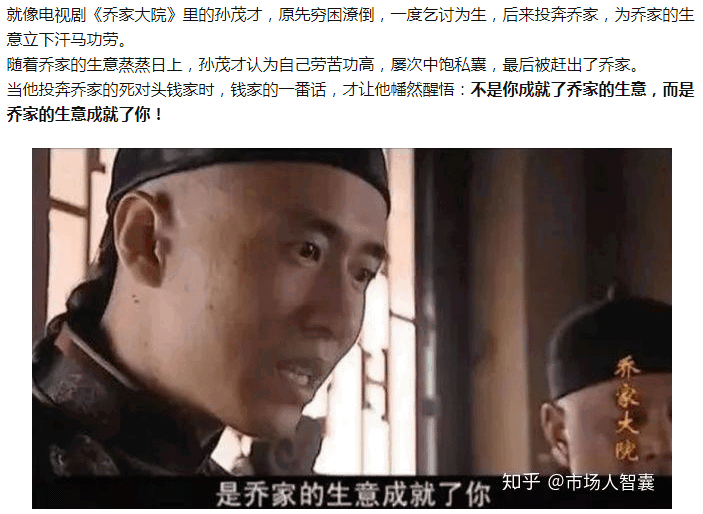 就像电视剧《乔家大院》里的孙茂才，原先穷困潦倒，一度乞讨为生，后来投奔乔家，为乔家的生
意立下汗马功劳。
随着乔家的生意蒸蒸日上，孙茂才认为自己劳苦功高，屡次中饱私囊，最后被赶出了乔家。
当他投奔乔家的死对头钱家时，钱家的一番话，才让他幡然醒悟：不是你成就了乔家的生意，而是
乔家的生意成就了你！
乔家大院
知乎 @市场人智囊
是乔家的生意成就了你